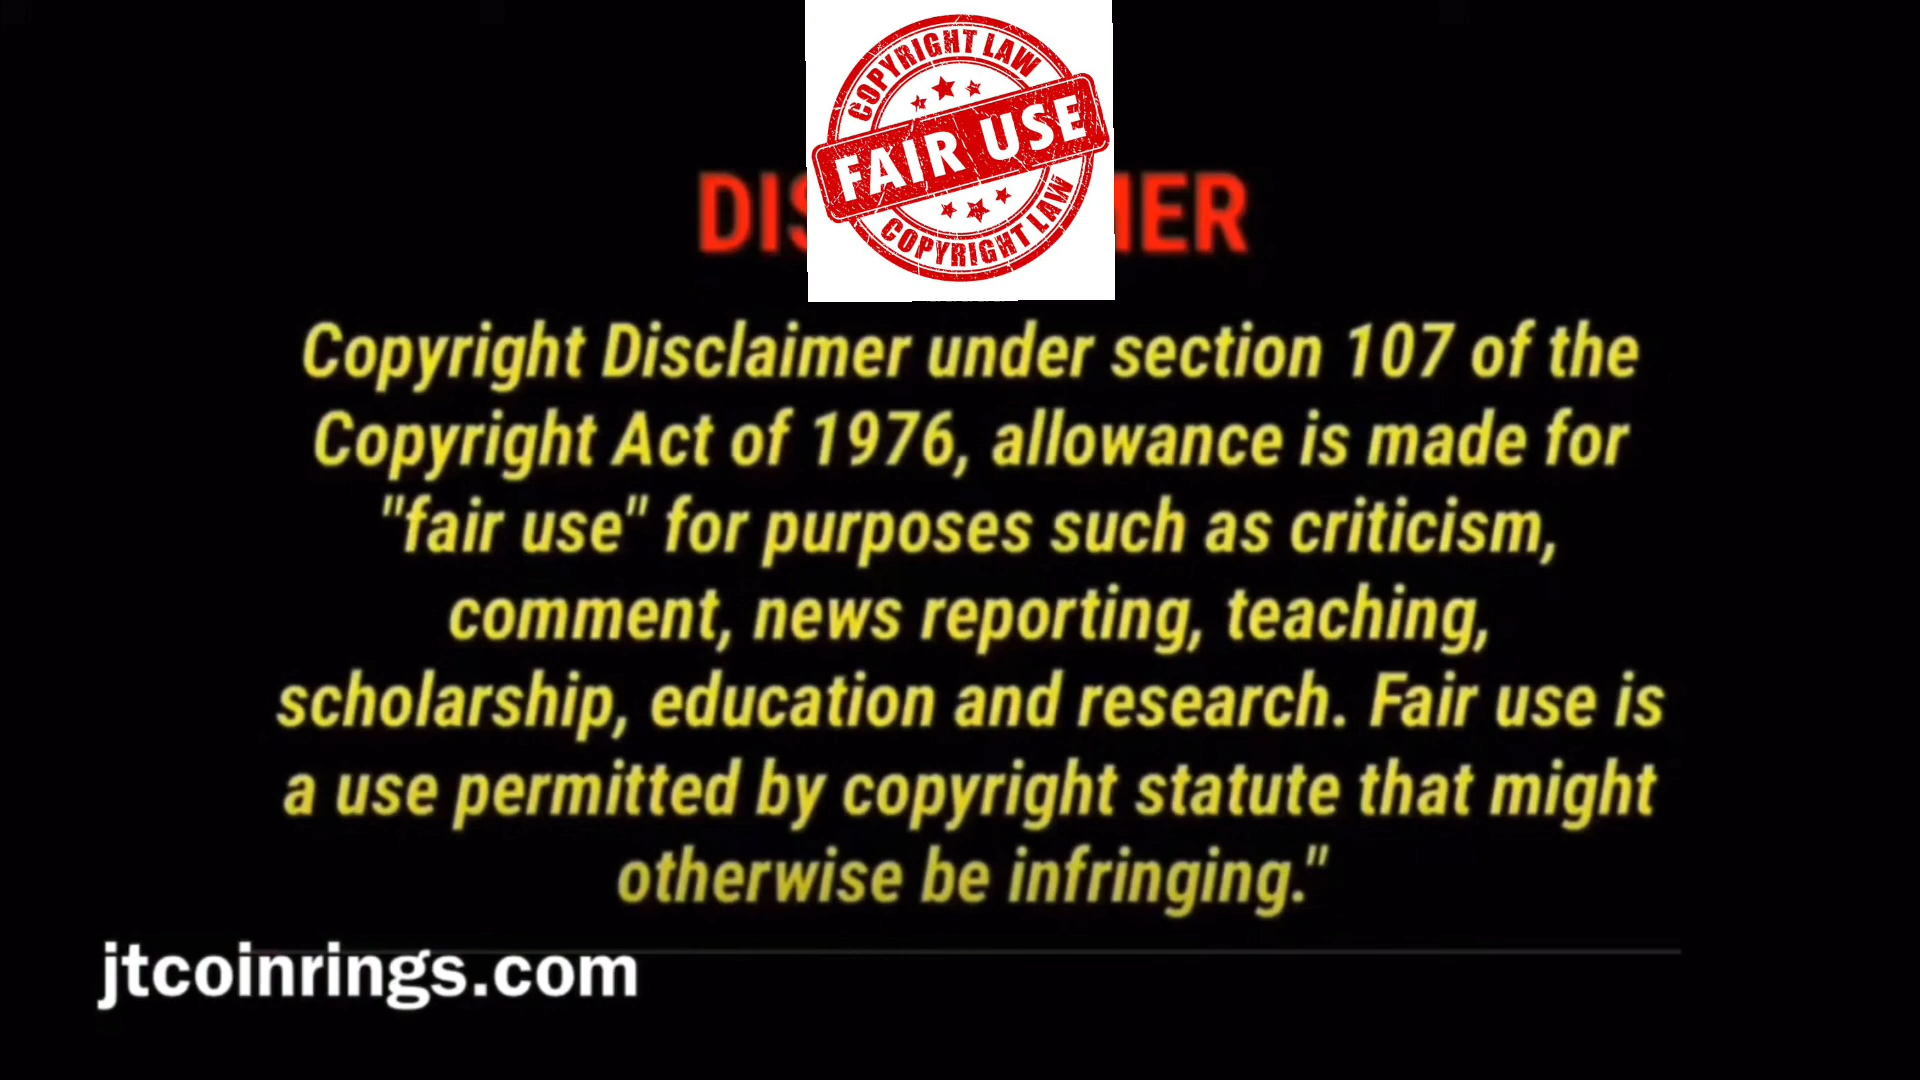 COPYRIGHT LAW
FAIR USE
COPYRIGHT LAW
Copyright Disclaimer under section 107 of the
Copyright Act of 1976, allowance is made for
"fair use" for purposes such as criticism,
comment, news reporting, teaching,
scholarship, education and research. Fair use is
a use permitted by copyright statute that might
otherwise be infringing."
jtcoinrings.com